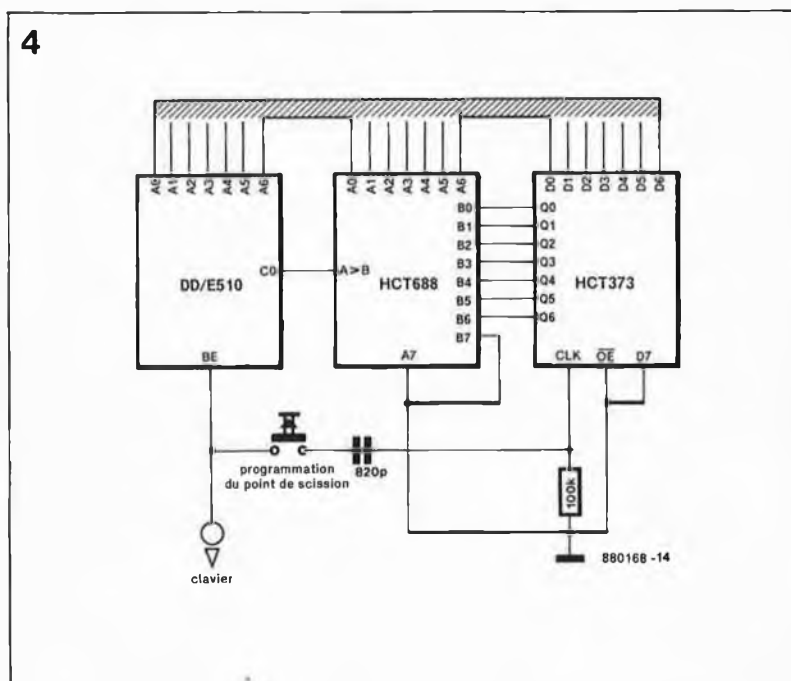 4
A0 A1 A2 A3 A4 A5 A6
A0 A1 A2 A3 A4 A5 A6
D0 D1 D2 D3 D4 D5 D6
DD/E510
C0
BE
A>B
HCT688
B0
B1
B2
B3
B4
B5
B6
B7
A7
Q0
Q1
Q2
Q3
Q4
Q5
Q6
HCT373
CLK
OE
D7
programmation
du point de scission
820p
100k
clavier
880168 - 14